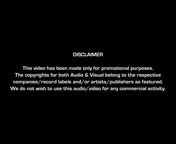 DISCLAIMER
This video has been made only for promotional purposes.
The copyrights for both Audio & Visual belong to the respective
companies/record labels and/or artists/publishers as featured.
We do not wish to use this audio/video for any commercial activity.